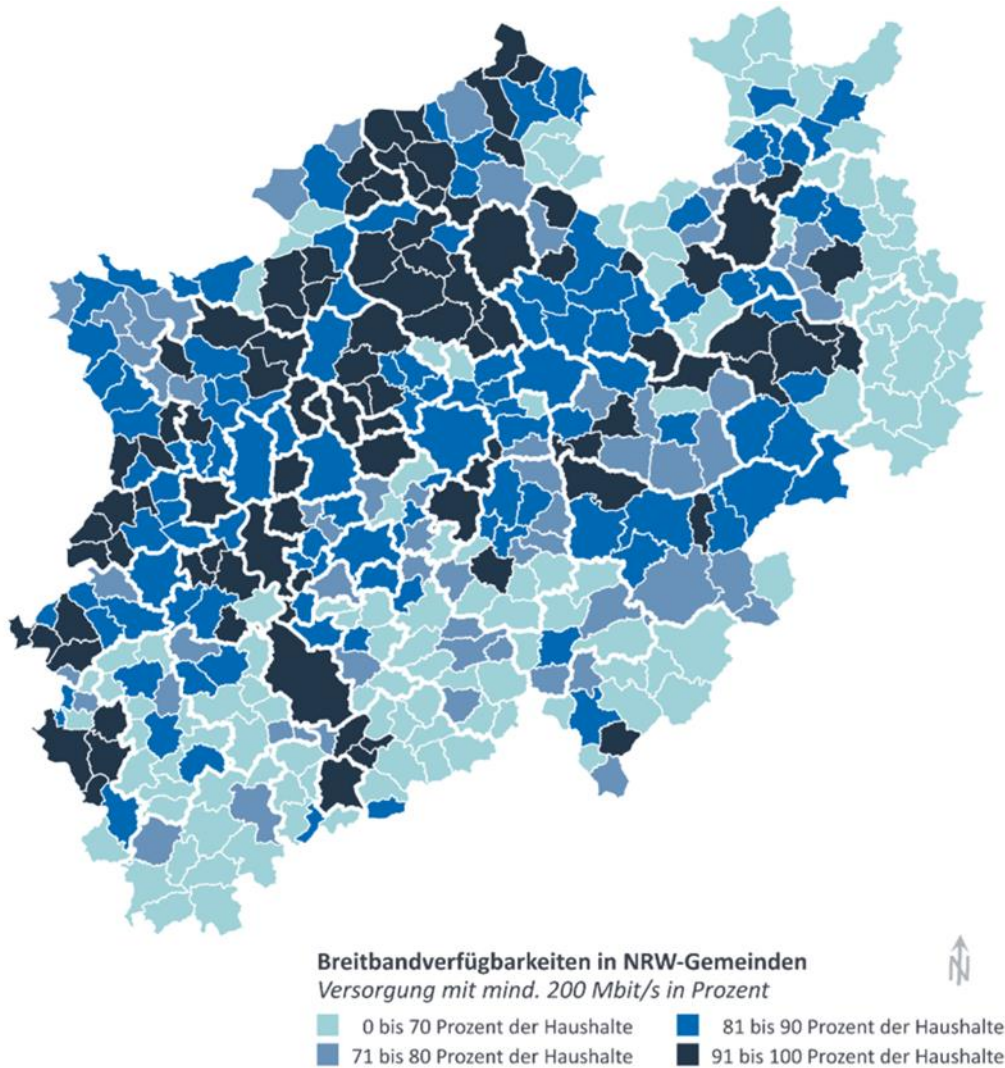 Breitbandverfügbarkeiten in NRW-Gemeinden
Versorgung mit mind. 200 Mbit/s in Prozent
0 bis 70 Prozent der Haushalte
81 bis 90 Prozent der Haushalte
71 bis 80 Prozent der Haushalte
91 bis 100 Prozent der Haushalte
N